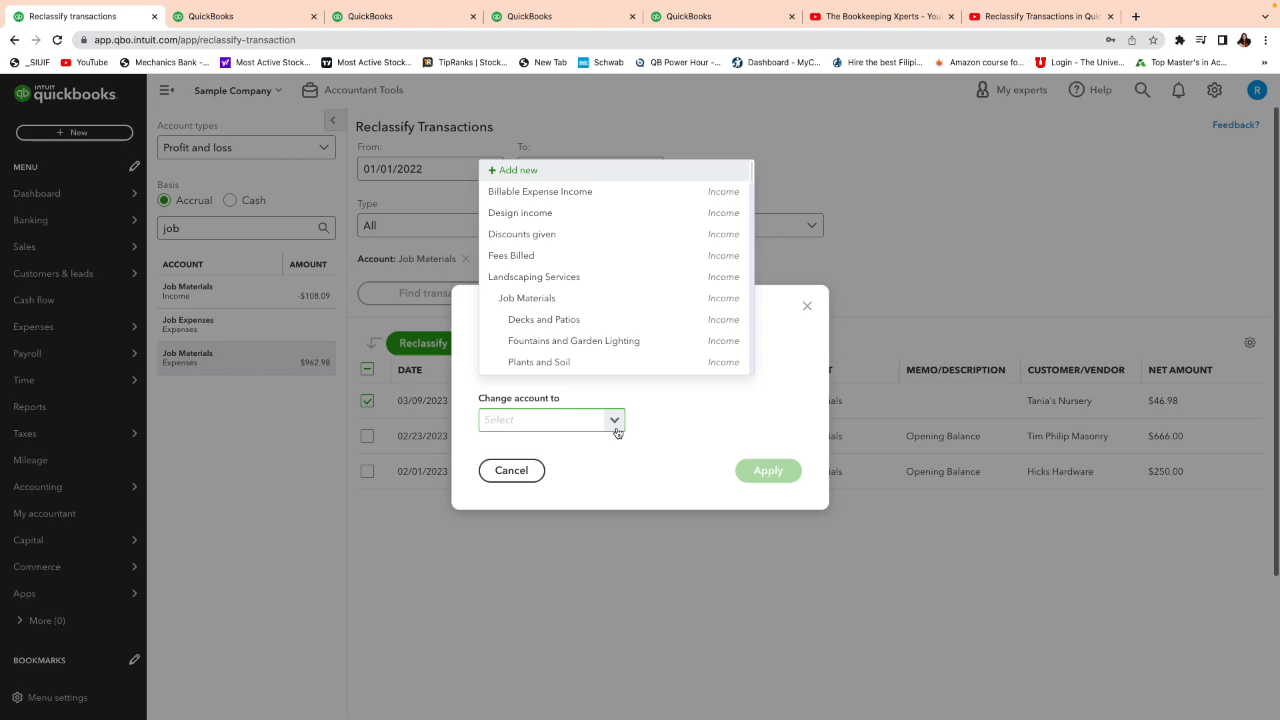 Reclassify transactions
QuickBooks
QuickBooks
QuickBooks
QuickBooks
The Bookkeeping Xperts - You
Reclassify Transactions in Quic
app.qbo.intuit.com/app/reclassify-transaction
_SIUIF
YouTube
Mechanics Bank -...
Most Active Stock...
TipRanks | Stock...
Most Active Stock...
New Tab
Schwab
QB Power Hour -...
Dashboard - MyC...
Hire the best Filipi...
Amazon course fo...
Login - The Unive...
Top Master's in Ac...
»
intuit
quickbooks.
Sample Company
Accountant Tools
My experts
Help
R
+ New
MENU
Dashboard
Banking
Sales
Customers & leads
Cash flow
Expenses
Payroll
Time
Reports
Taxes
Mileage
Accounting
My accountant
Capital
Commerce
Apps
More (0)
BOOKMARKS
Menu settings
Account types
Profit and loss
Basis
Accrual
Cash
job
ACCOUNT AMOUNT
Job Materials
Income -$108.09
Job Expenses
Expenses
Job Materials
Expenses $962.98
Reclassify Transactions
Feedback?
From: To:
01/01/2022
Type
All
Account: Job Materials
Find transa
Reclassify
DATE MEMO/DESCRIPTION CUSTOMER/VENDOR NET AMOUNT
03/09/2023 ials Tania's Nursery $46.98
02/23/2023 ials Opening Balance Tim Philip Masonry $666.00
02/01/2023 ials Opening Balance Hicks Hardware $250.00
+ Add new
Billable Expense Income Income
Design income Income
Discounts given Income
Fees Billed Income
Landscaping Services Income
Job Materials Income
Decks and Patios Income
Fountains and Garden Lighting Income
Plants and Soil Income
Change account to
Select
Cancel
Apply